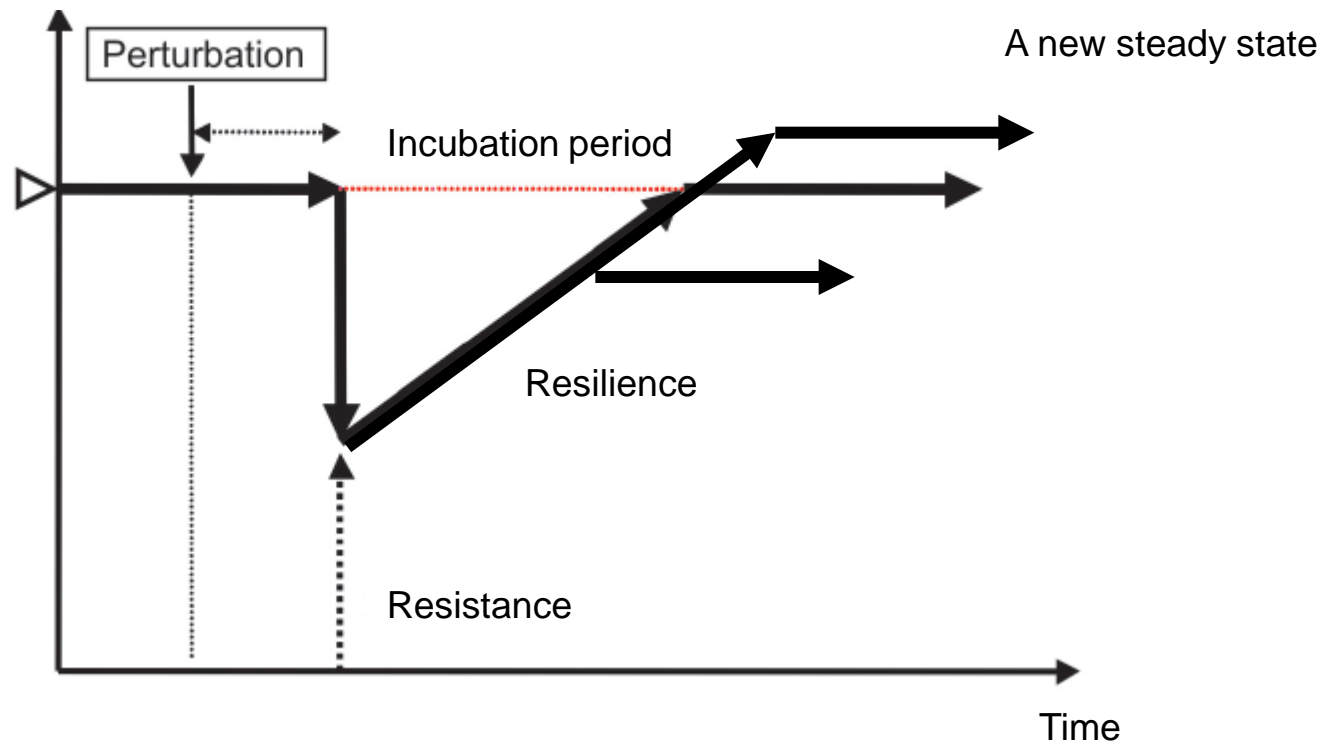 A new steady state
Perturbation
Incubation period
Resilience
Resistance
Time